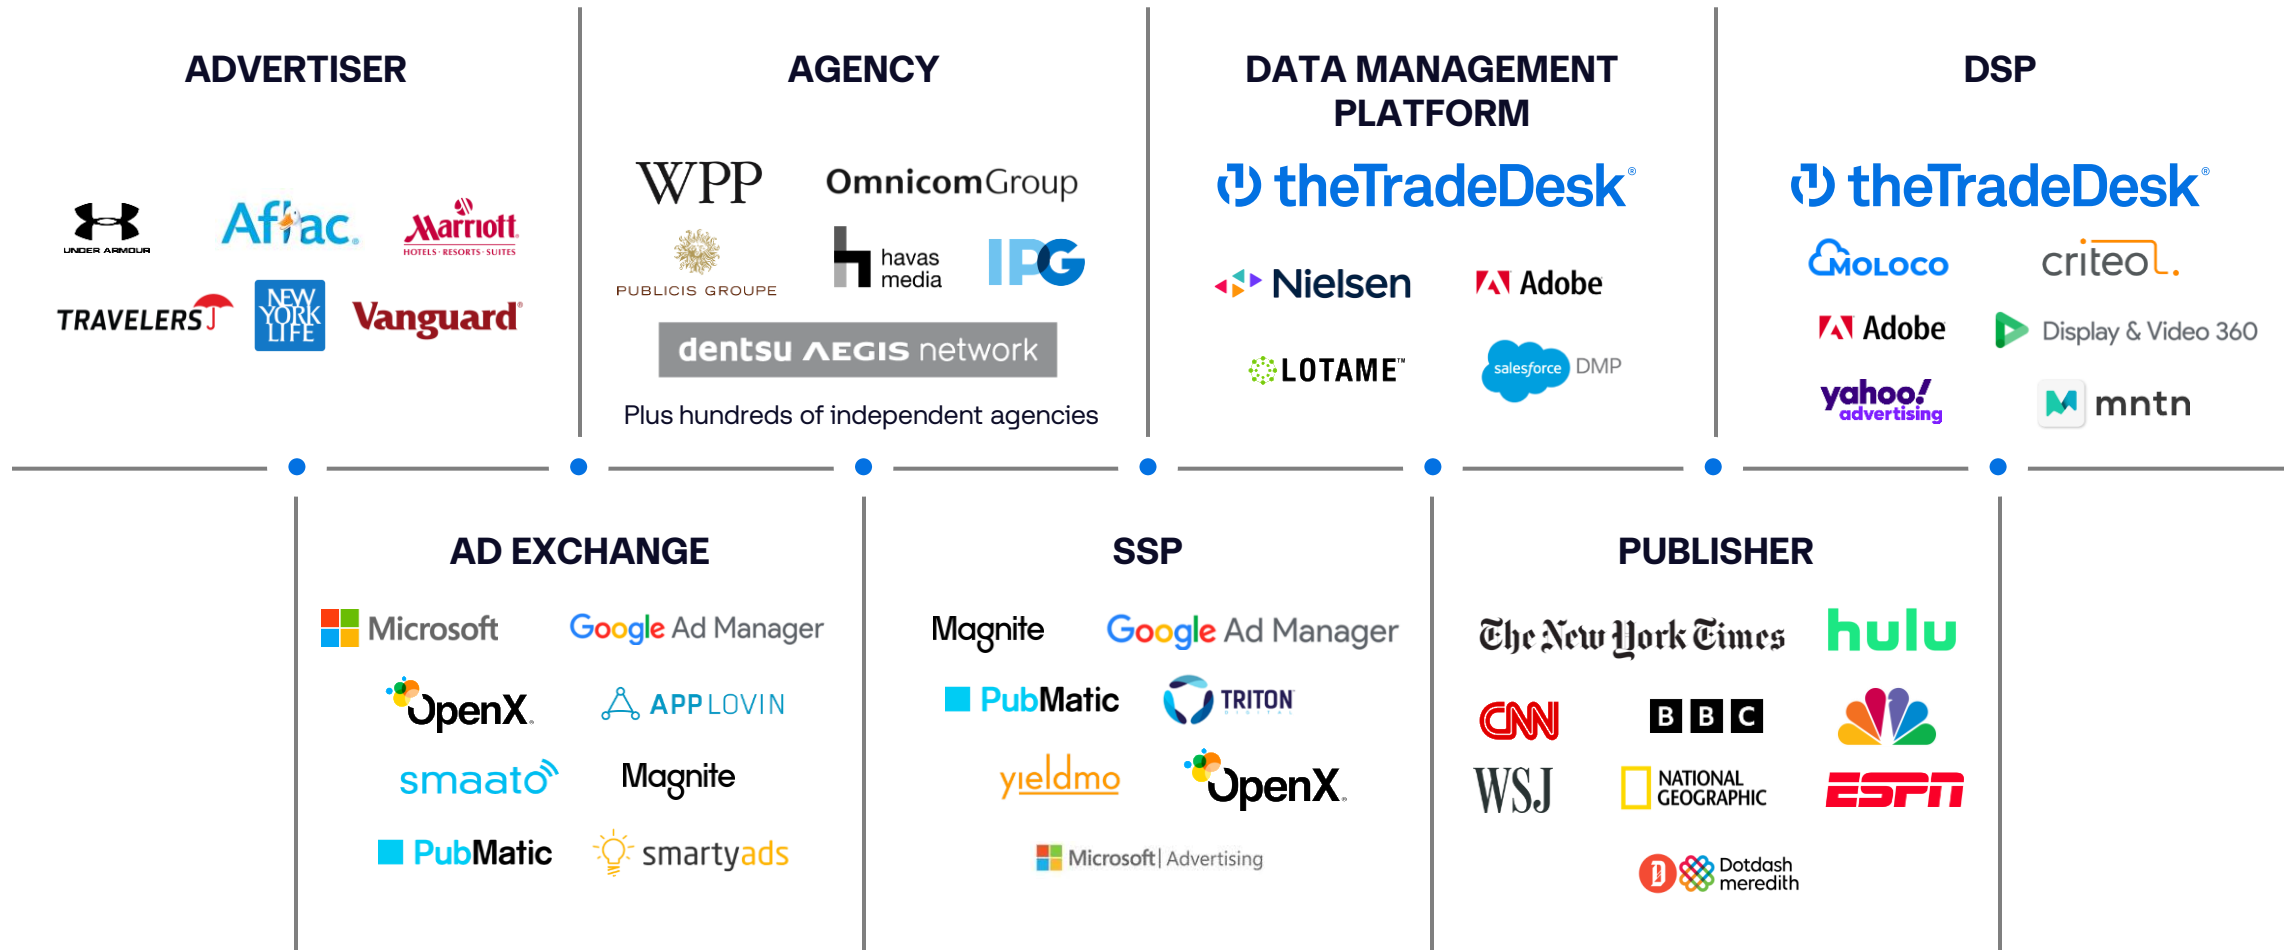 ADVERTISER
UNDER ARMOUR
Aflac®
Marriott®
HOTELS · RESORTS · SUITES
TRAVELERS
NEW
YORK
LIFE
Vanguard®
AGENCY
WPP
OmnicomGroup
PUBLICIS GROUPE
havas
media
IPG
dentsu AEGIS network
Plus hundreds of independent agencies
DATA MANAGEMENT
PLATFORM
theTradeDesk®
Nielsen
Adobe
LOTAME™
salesforce DMP
DSP
theTradeDesk®
MOLOCO
criteo
Adobe
Display & Video 360
yahoo!
advertising
mntn
AD EXCHANGE
Microsoft
Google Ad Manager
OpenX®
APPLOVIN
smaato
Magnite
PubMatic
smartyads
SSP
Magnite
Google Ad Manager
PubMatic
TRITON
DIGITAL
yieldmo
OpenX®
Microsoft | Advertising
PUBLISHER
The New York Times
hulu
CNN
BBC
WSJ
NATIONAL
GEOGRAPHIC
ESPN
D
Dotdash
meredith